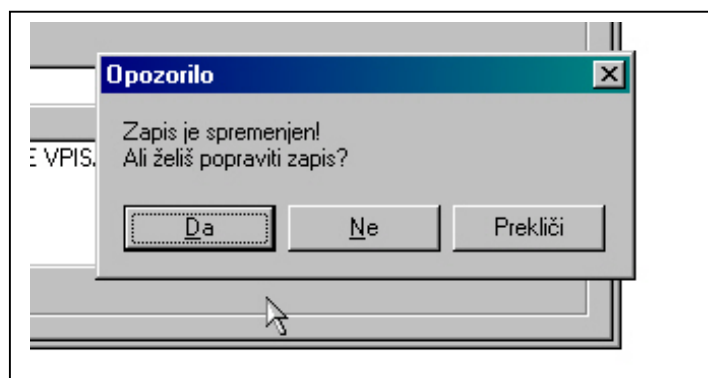 Opozorilo
Zapis je spremenjen!
E VPIS.
Ali želiš popraviti zapis?
Da
Ne
Prekliči